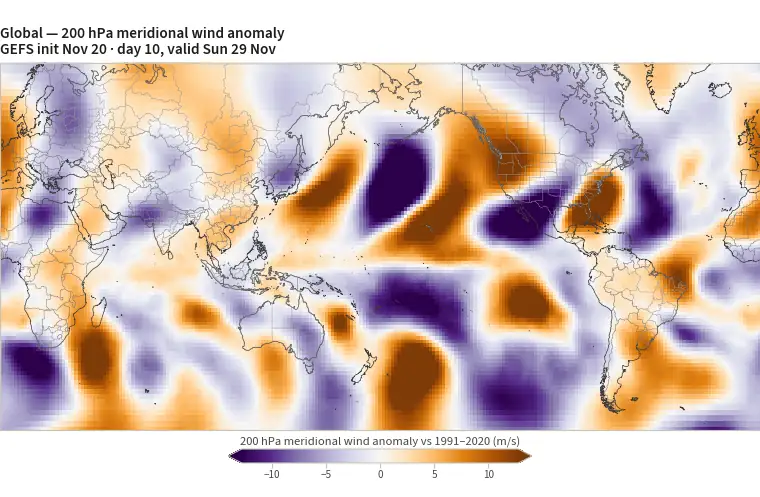 Global — 200 hPa meridional wind anomaly
GEFS init Nov 20 · day 10, valid Sun 29 Nov
200 hPa meridional wind anomaly vs 1991–2020 (m/s)
−10 −5 0 5 10